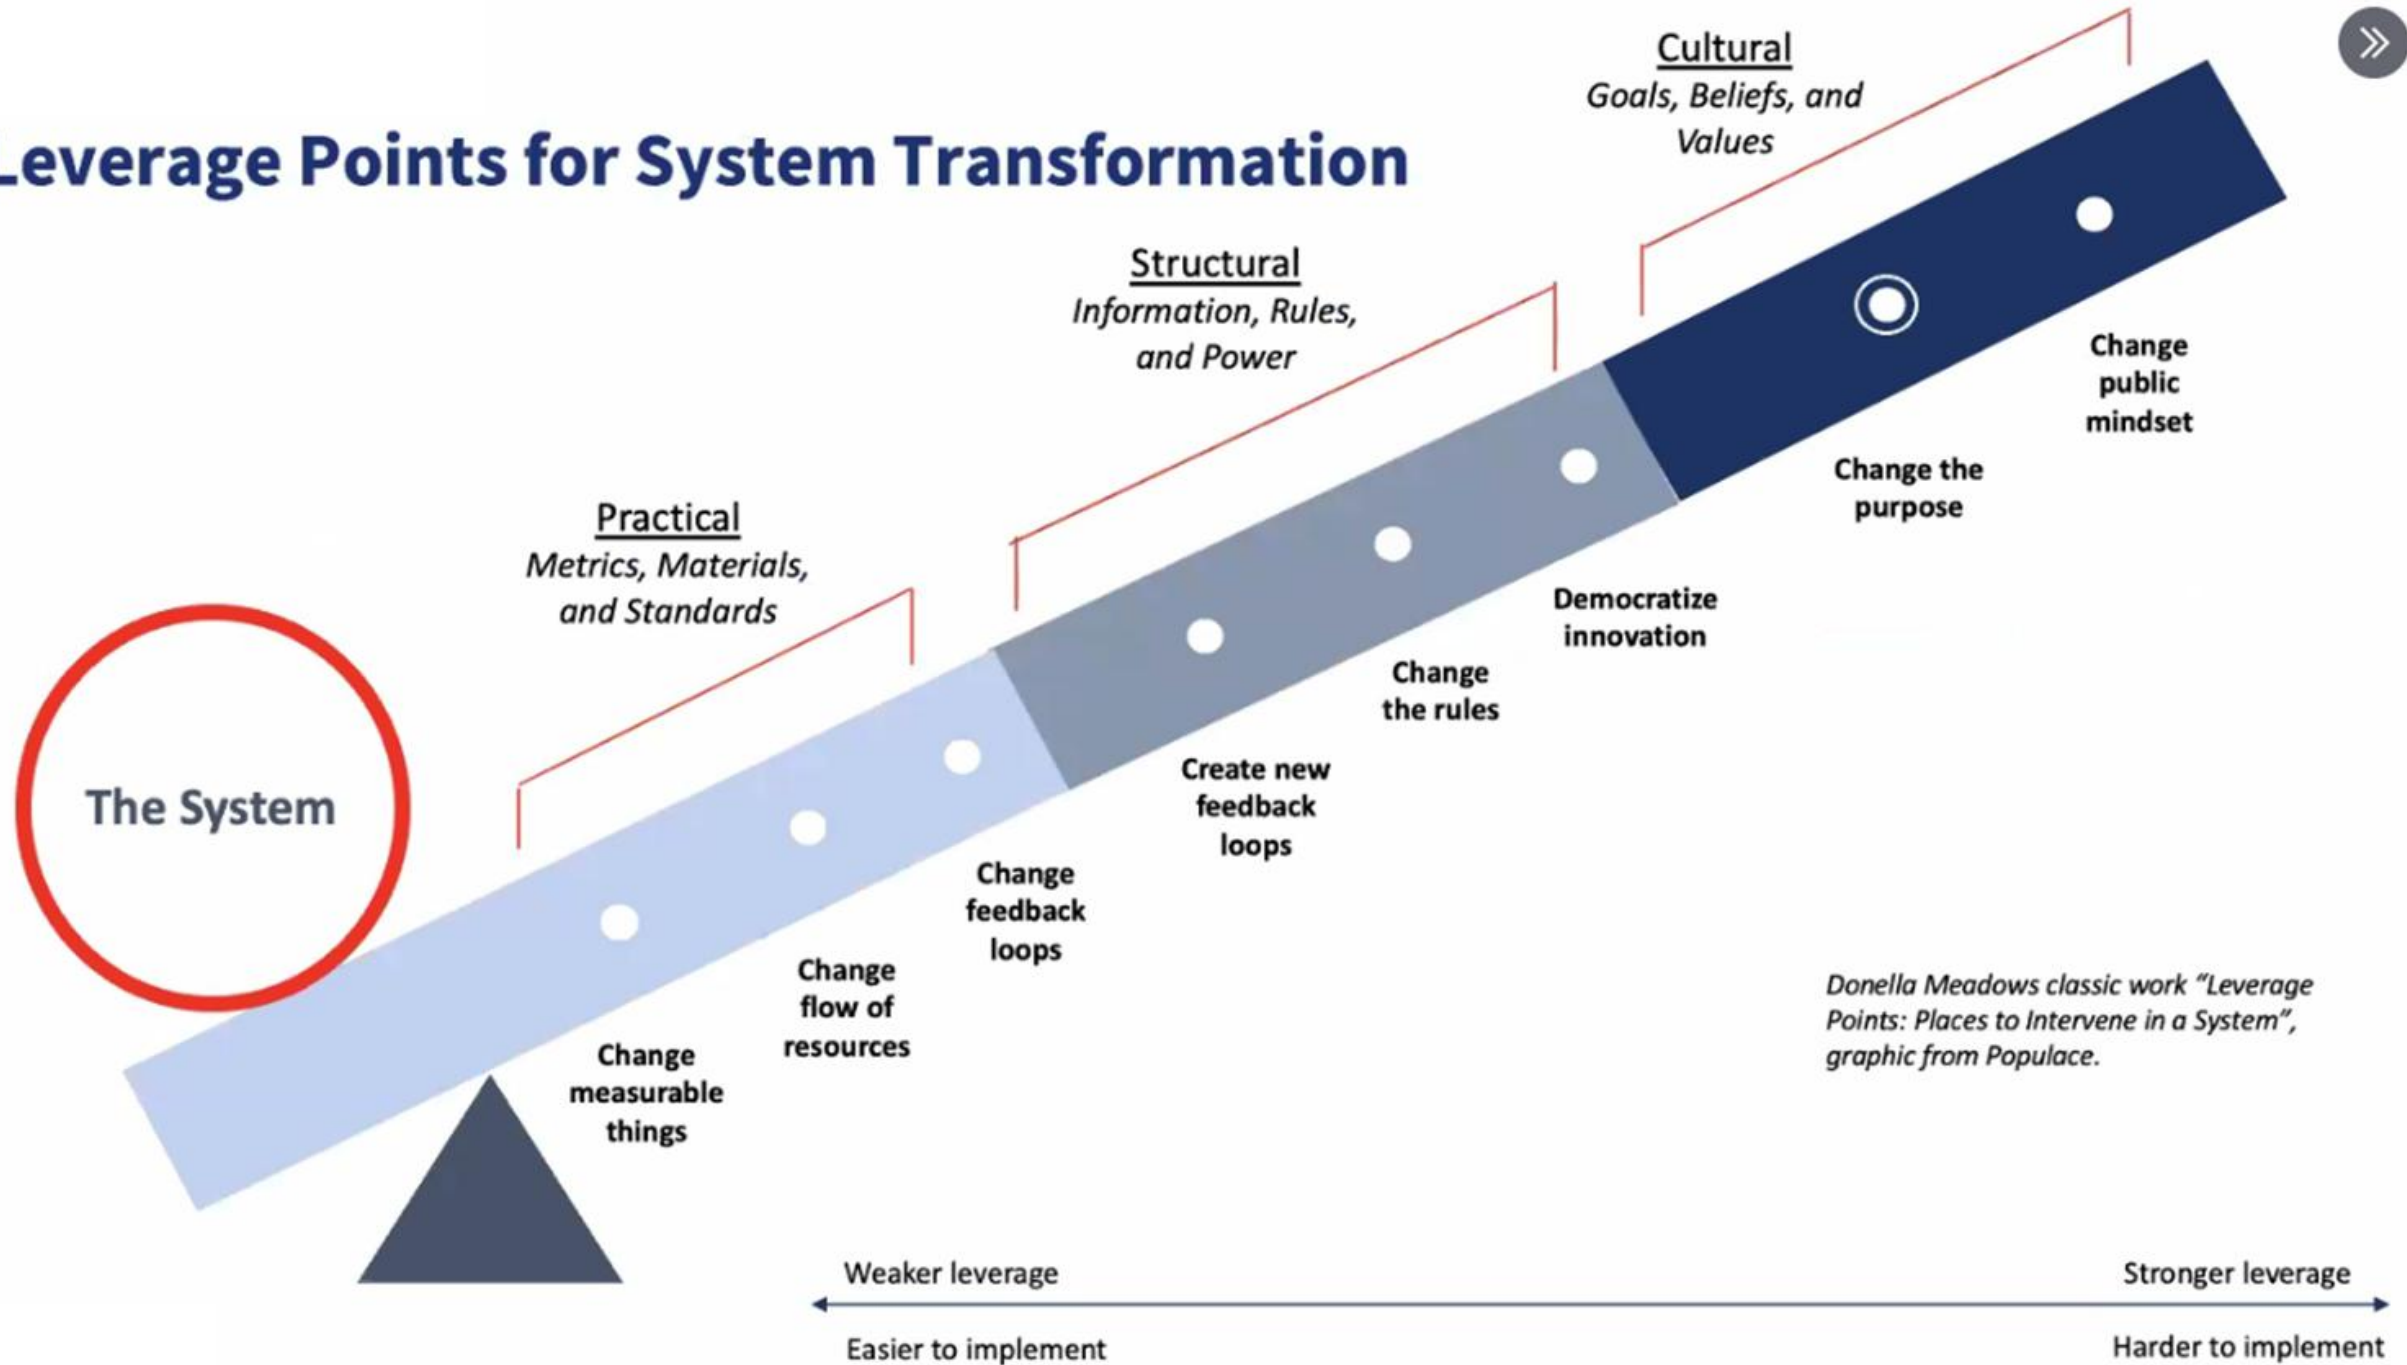 Leverage Points for System Transformation
Cultural
Goals, Beliefs, and
Values
Structural
Information, Rules,
and Power
Practical
Metrics, Materials,
and Standards
The System
Change
measurable
things
Change
flow of
resources
Change
feedback
loops
Create new
feedback
loops
Change
the rules
Democratize
innovation
Change the
purpose
Change
public
mindset
Donella Meadows classic work “Leverage
Points: Places to Intervene in a System”,
graphic from Populace.
Weaker leverage
Stronger leverage
Easier to implement
Harder to implement